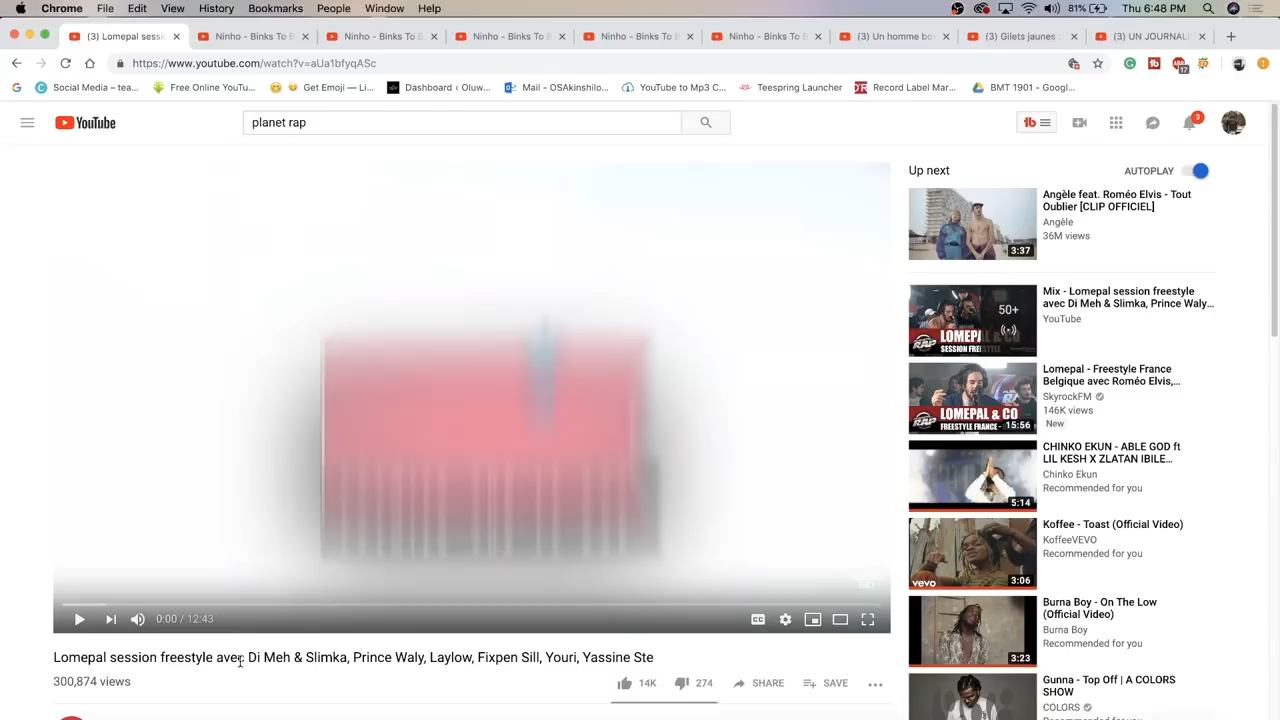 Chrome File Edit View History Bookmarks People Window Help 81% Thu 6:48 PM
(3) Lomepal sessi Ninho - Binks To B Ninho - Binks To B Ninho - Binks To B Ninho - Binks To B Ninho - Binks To B (3) Un homme bo (3) Gilets jaunes : (3) UN JOURNALI
https://www.youtube.com/watch?v=aUa1bfyqASc
Social Media – tea... Free Online YouTu... Get Emoji — Li... Dashboard ‹ Oluw... Mail - OSAkinshilo... YouTube to Mp3 C... Teespring Launcher Record Label Mar... BMT 1901 - Googl...
YouTube planet rap tb 3
Up next AUTOPLAY
Angèle feat. Roméo Elvis - Tout
Oublier [CLIP OFFICIEL]
Angèle
36M views
3:37
Mix - Lomepal session freestyle
avec Di Meh & Slimka, Prince Waly...
YouTube
50+
Lomepal - Freestyle France
Belgique avec Roméo Elvis,...
SkyrockFM
146K views
New
LOMEPAL & CO
15:56
CHINKO EKUN - ABLE GOD ft
LIL KESH X ZLATAN IBILE...
Chinko Ekun
Recommended for you
5:14
Koffee - Toast (Official Video)
KoffeeVEVO
Recommended for you
vevo 3:06
Burna Boy - On The Low
(Official Video)
Burna Boy
Recommended for you
3:23
Gunna - Top Off | A COLORS
SHOW
COLORS
0:00 / 12:43
Lomepal session freestyle avec Di Meh & Slimka, Prince Waly, Laylow, Fixpen Sill, Youri, Yassine Ste
300,874 views
14K 274 SHARE SAVE